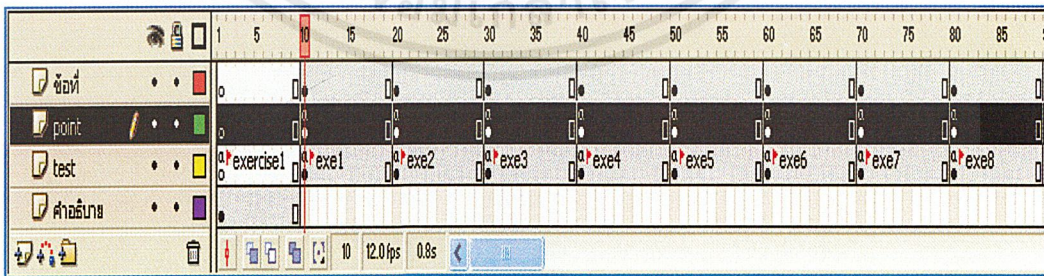 1 5 10 15 20 25 30 35 40 45 50 55 60 65 70 75 80 85
ข้อที่
point
test exercise1 exe1 exe2 exe3 exe4 exe5 exe6 exe7 exe8
คำอธิบาย
10 12.0 fps 0.8s